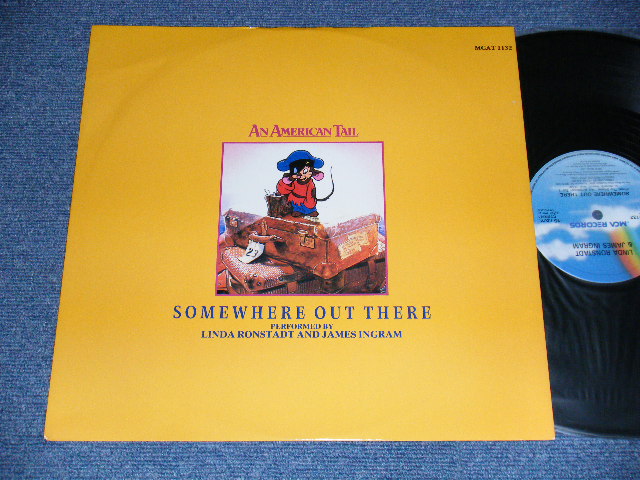 MCAT 1132
AN AMERICAN TAIL
23
SOMEWHERE OUT THERE
PERFORMED BY
LINDA RONSTADT AND JAMES INGRAM
MCA RECORDS
SOMEWHERE OUT THERE
LINDA RONSTADT
& JAMES INGRAM